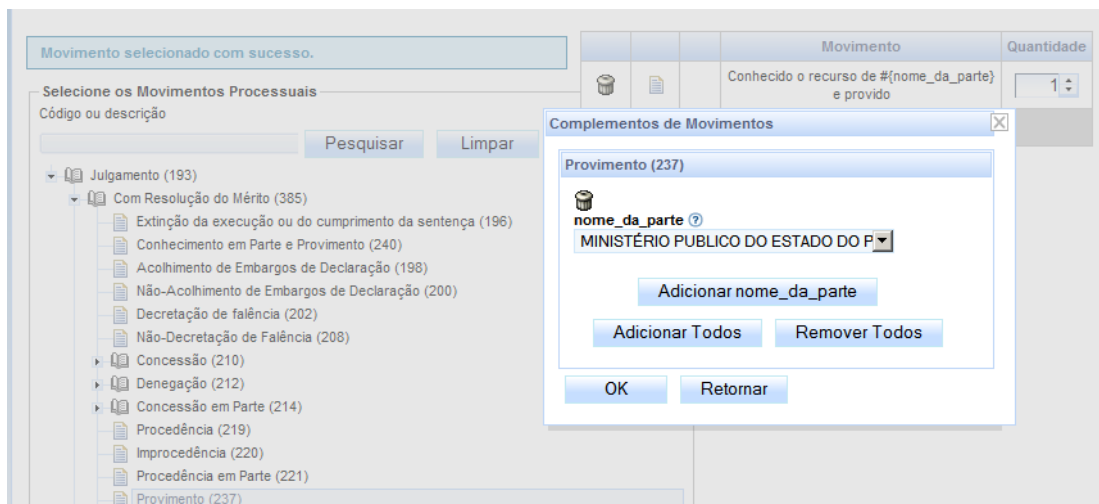 Movimento selecionado com sucesso.
Movimento
Quantidade
Conhecido o recurso de #{nome_da_parte}
e provido
1
Selecione os Movimentos Processuais
Código ou descrição
Pesquisar
Limpar
Julgamento (193)
Com Resolução do Mérito (385)
Extinção da execução ou do cumprimento da sentença (196)
Conhecimento em Parte e Provimento (240)
Acolhimento de Embargos de Declaração (198)
Não-Acolhimento de Embargos de Declaração (200)
Decretação de falência (202)
Não-Decretação de Falência (208)
Concessão (210)
Denegação (212)
Concessão em Parte (214)
Procedência (219)
Improcedência (220)
Procedência em Parte (221)
Provimento (237)
Complementos de Movimentos
Provimento (237)
nome_da_parte ?
MINISTÉRIO PUBLICO DO ESTADO DO P
Adicionar nome_da_parte
Adicionar Todos
Remover Todos
OK
Retornar